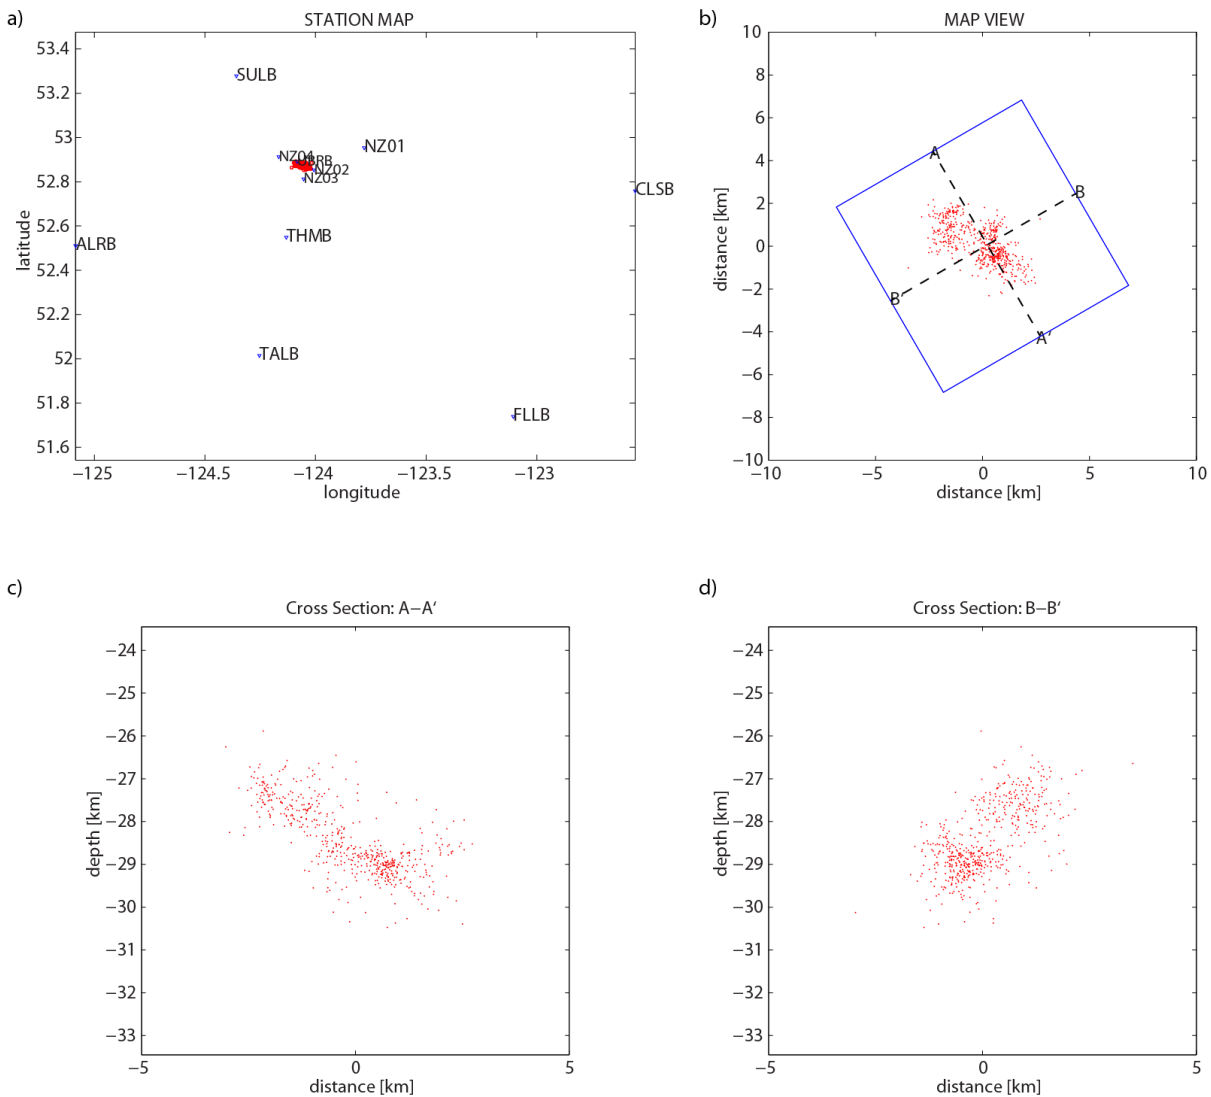 a)
STATION MAP
53.4
53.2
53
52.8
52.6
52.4
52.2
52
51.8
51.6
latitude
SULB
NZ01
NZ04
UBRB
NZ02
NZ03
CLSB
THMB
ALRB
TALB
FLLB
−125
−124.5
−124
−123.5
−123
longitude
b)
MAP VIEW
10
8
6
4
2
0
−2
−4
−6
−8
−10
distance [km]
A
B
B'
A'
−10
−5
0
5
10
distance [km]
c)
Cross Section: A−A'
−24
−25
−26
−27
−28
−29
−30
−31
−32
−33
depth [km]
−5
0
5
distance [km]
d)
Cross Section: B−B'
−24
−25
−26
−27
−28
−29
−30
−31
−32
−33
depth [km]
−5
0
5
distance [km]